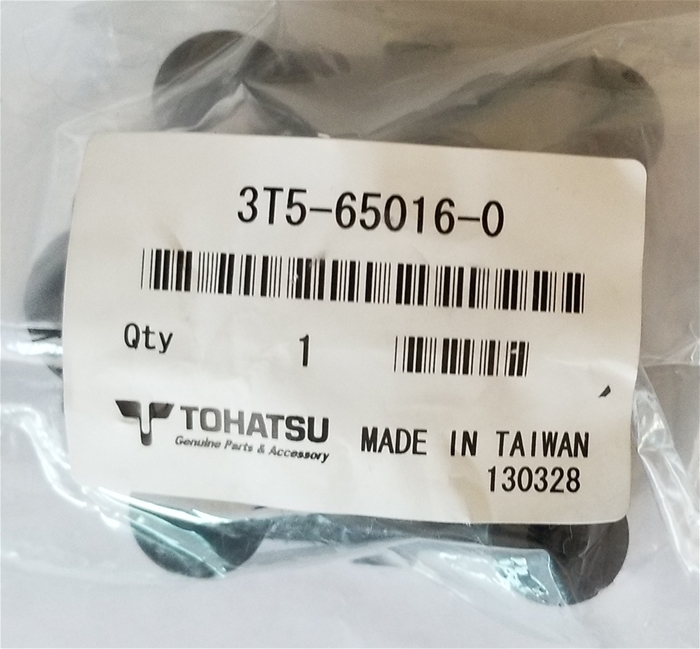 3T5-65016-0
Qty 1
TOHATSU
Genuine Parts & Accessory
MADE IN TAIWAN
130328